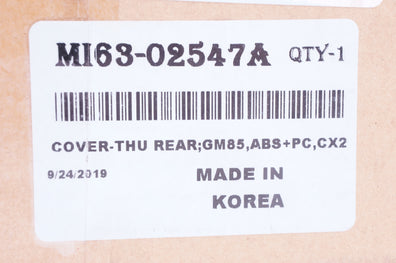 MI63-02547A QTY-1
COVER-THU REAR;GM85,ABS+PC,CX2
9/24/2019 MADE IN
KOREA